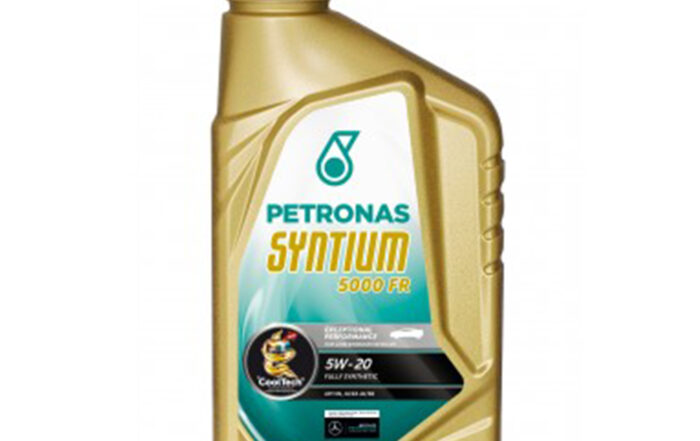 PETRONAS
SYNTIUM
5000 FR
EXCEPTIONAL
PERFORMANCE
CoolTech
5W-20
FULLY SYNTHETIC